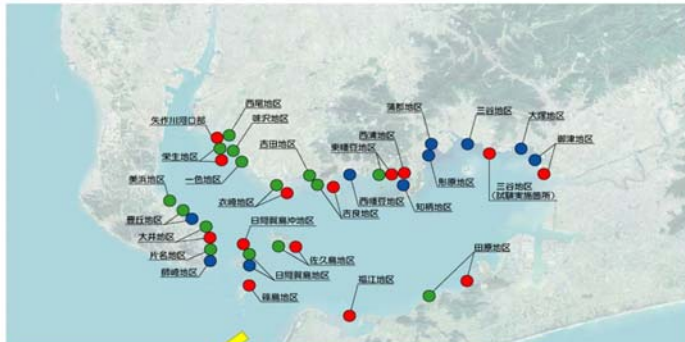 西尾地区
矢作川河口部
味沢地区
栄生地区
一色地区
吉田地区
東幡豆地区
西浦地区
蒲郡地区
三谷地区
大塚地区
御津地区
形原地区
三谷地区
（試験実施箇所）
知柄地区
西幡豆地区
吉良地区
衣崎地区
美浜地区
豊丘地区
大井地区
片名地区
師崎地区
日間賀島沖地区
佐久島地区
日間賀島地区
篠島地区
福江地区
田原地区